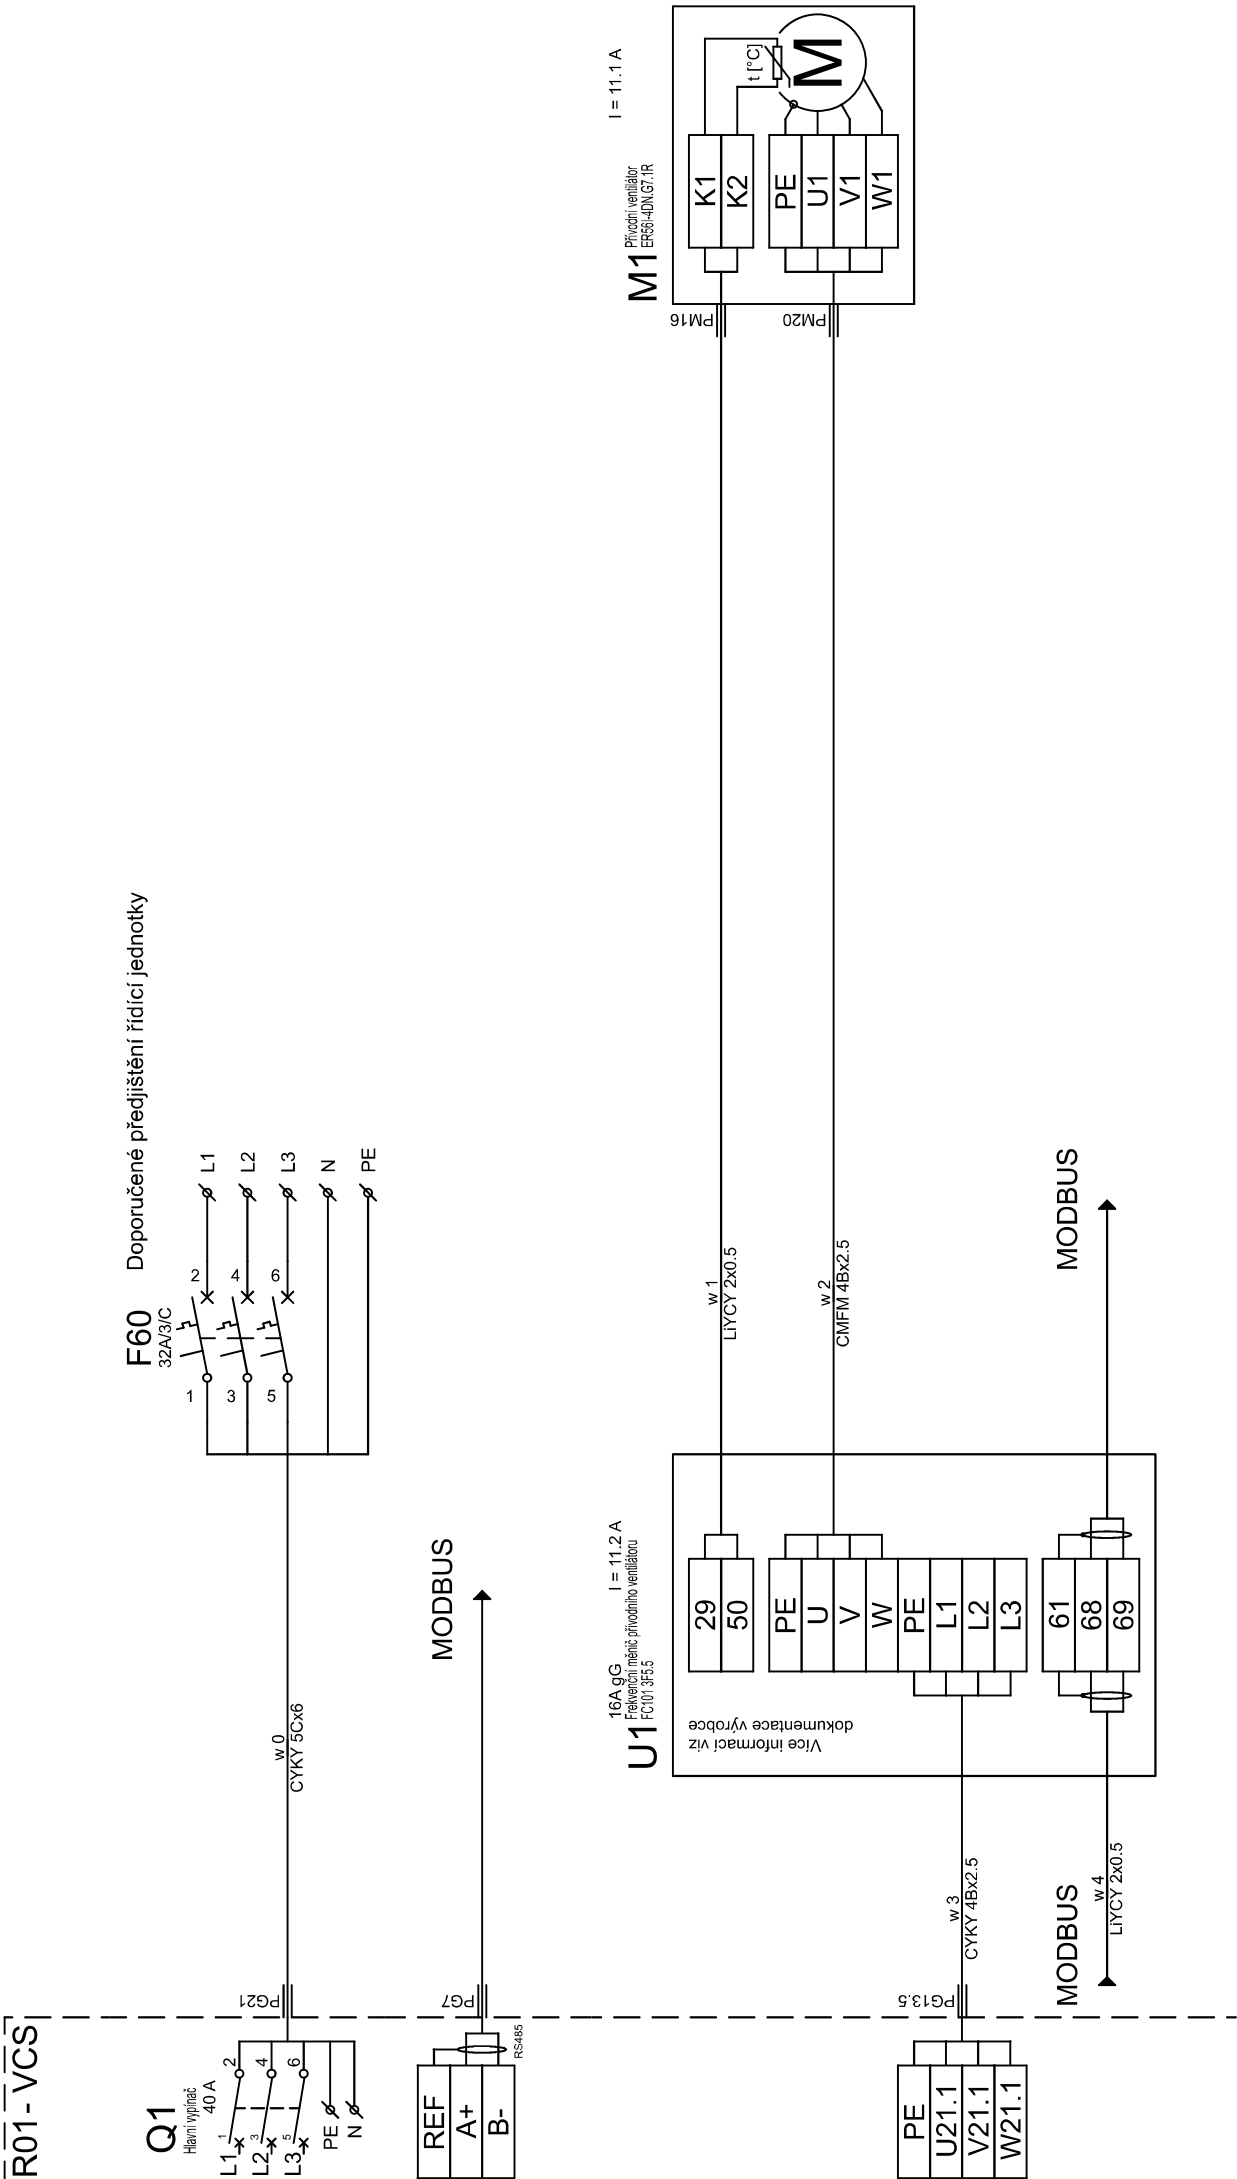 R01- VCS
Q1
Hlavní vypínač
40 A
L1
1
2
L2
3
4
L3
5
6
PE
N
PG21
w 0
CYKY 5Cx6
F60
32A/3/C
Doporučené předjištění řídící jednotky
1
2
3
4
5
6
L1
L2
L3
N
PE
REF
A+
B-
RS485
PG7
MODBUS
PE
U21.1
V21.1
W21.1
PG13.5
w 3
CYKY 4Bx2.5
MODBUS
w 4
LiYCY 2x0.5
U1
16A gG
I = 11.2 A
Frekvenční měnič přívodního ventilátoru
FC101 3F5.5
Více informací viz
dokumentace výrobce
29
50
PE
U
V
W
PE
L1
L2
L3
61
68
69
MODBUS
w 1
LiYCY 2x0.5
w 2
CMFM 4Bx2.5
PM16
PM20
M1
Přívodní ventilátor
ER56I-4DN.G7.1R
I = 11.1 A
K1
K2
PE
U1
V1
W1
t [°C]
M